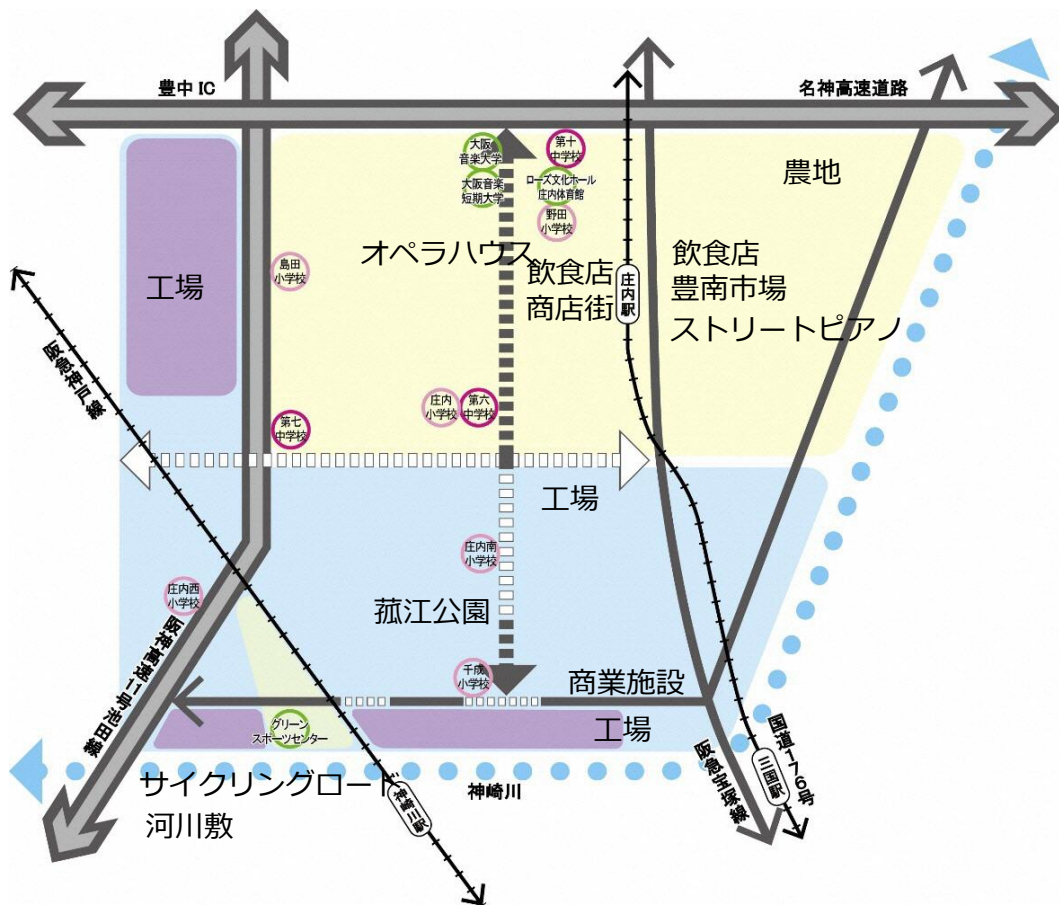 豊中IC
名神高速道路
大阪
音楽大学
第十
中学校
大阪音楽
短期大学
ローズ文化ホール
庄内体育館
野田
小学校
農地
オペラハウス
島田
小学校
工場
飲食店
商店街
庄内駅
飲食店
豊南市場
ストリートピアノ
阪急神戸線
庄内
小学校
第六
中学校
第七
中学校
工場
庄内南
小学校
庄内西
小学校
菰江公園
阪神高速11号池田線
千成
小学校
商業施設
グリーン
スポーツセンター
工場
国道176号
阪急宝塚線
三国駅
サイクリングロード
河川敷
神崎川駅
神崎川